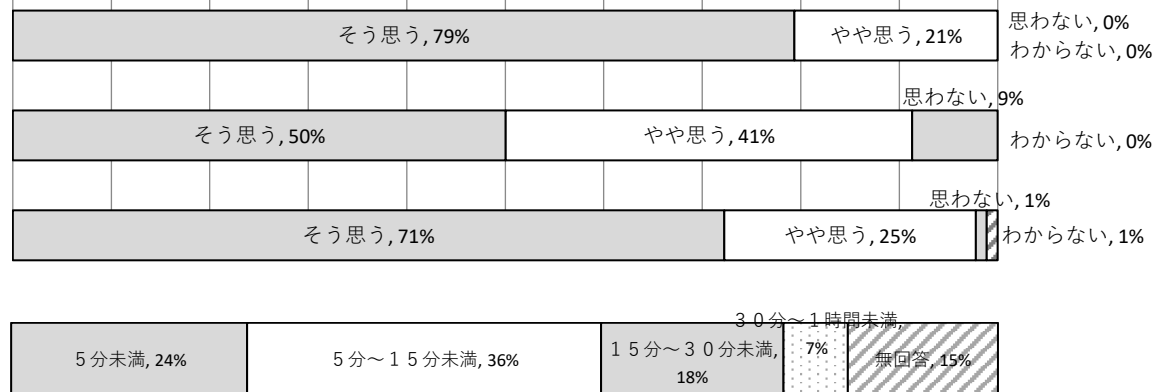 そう思う, 79%
やや思う, 21%
思わない, 0%
わからない, 0%
思わない, 9%
そう思う, 50%
やや思う, 41%
わからない, 0%
思わない, 1%
そう思う, 71%
やや思う, 25%
わからない, 1%
３０分～１時間未満,
7%
５分未満, 24%
５分～１５分未満, 36%
１５分～３０分未満,
18%
無回答, 15%